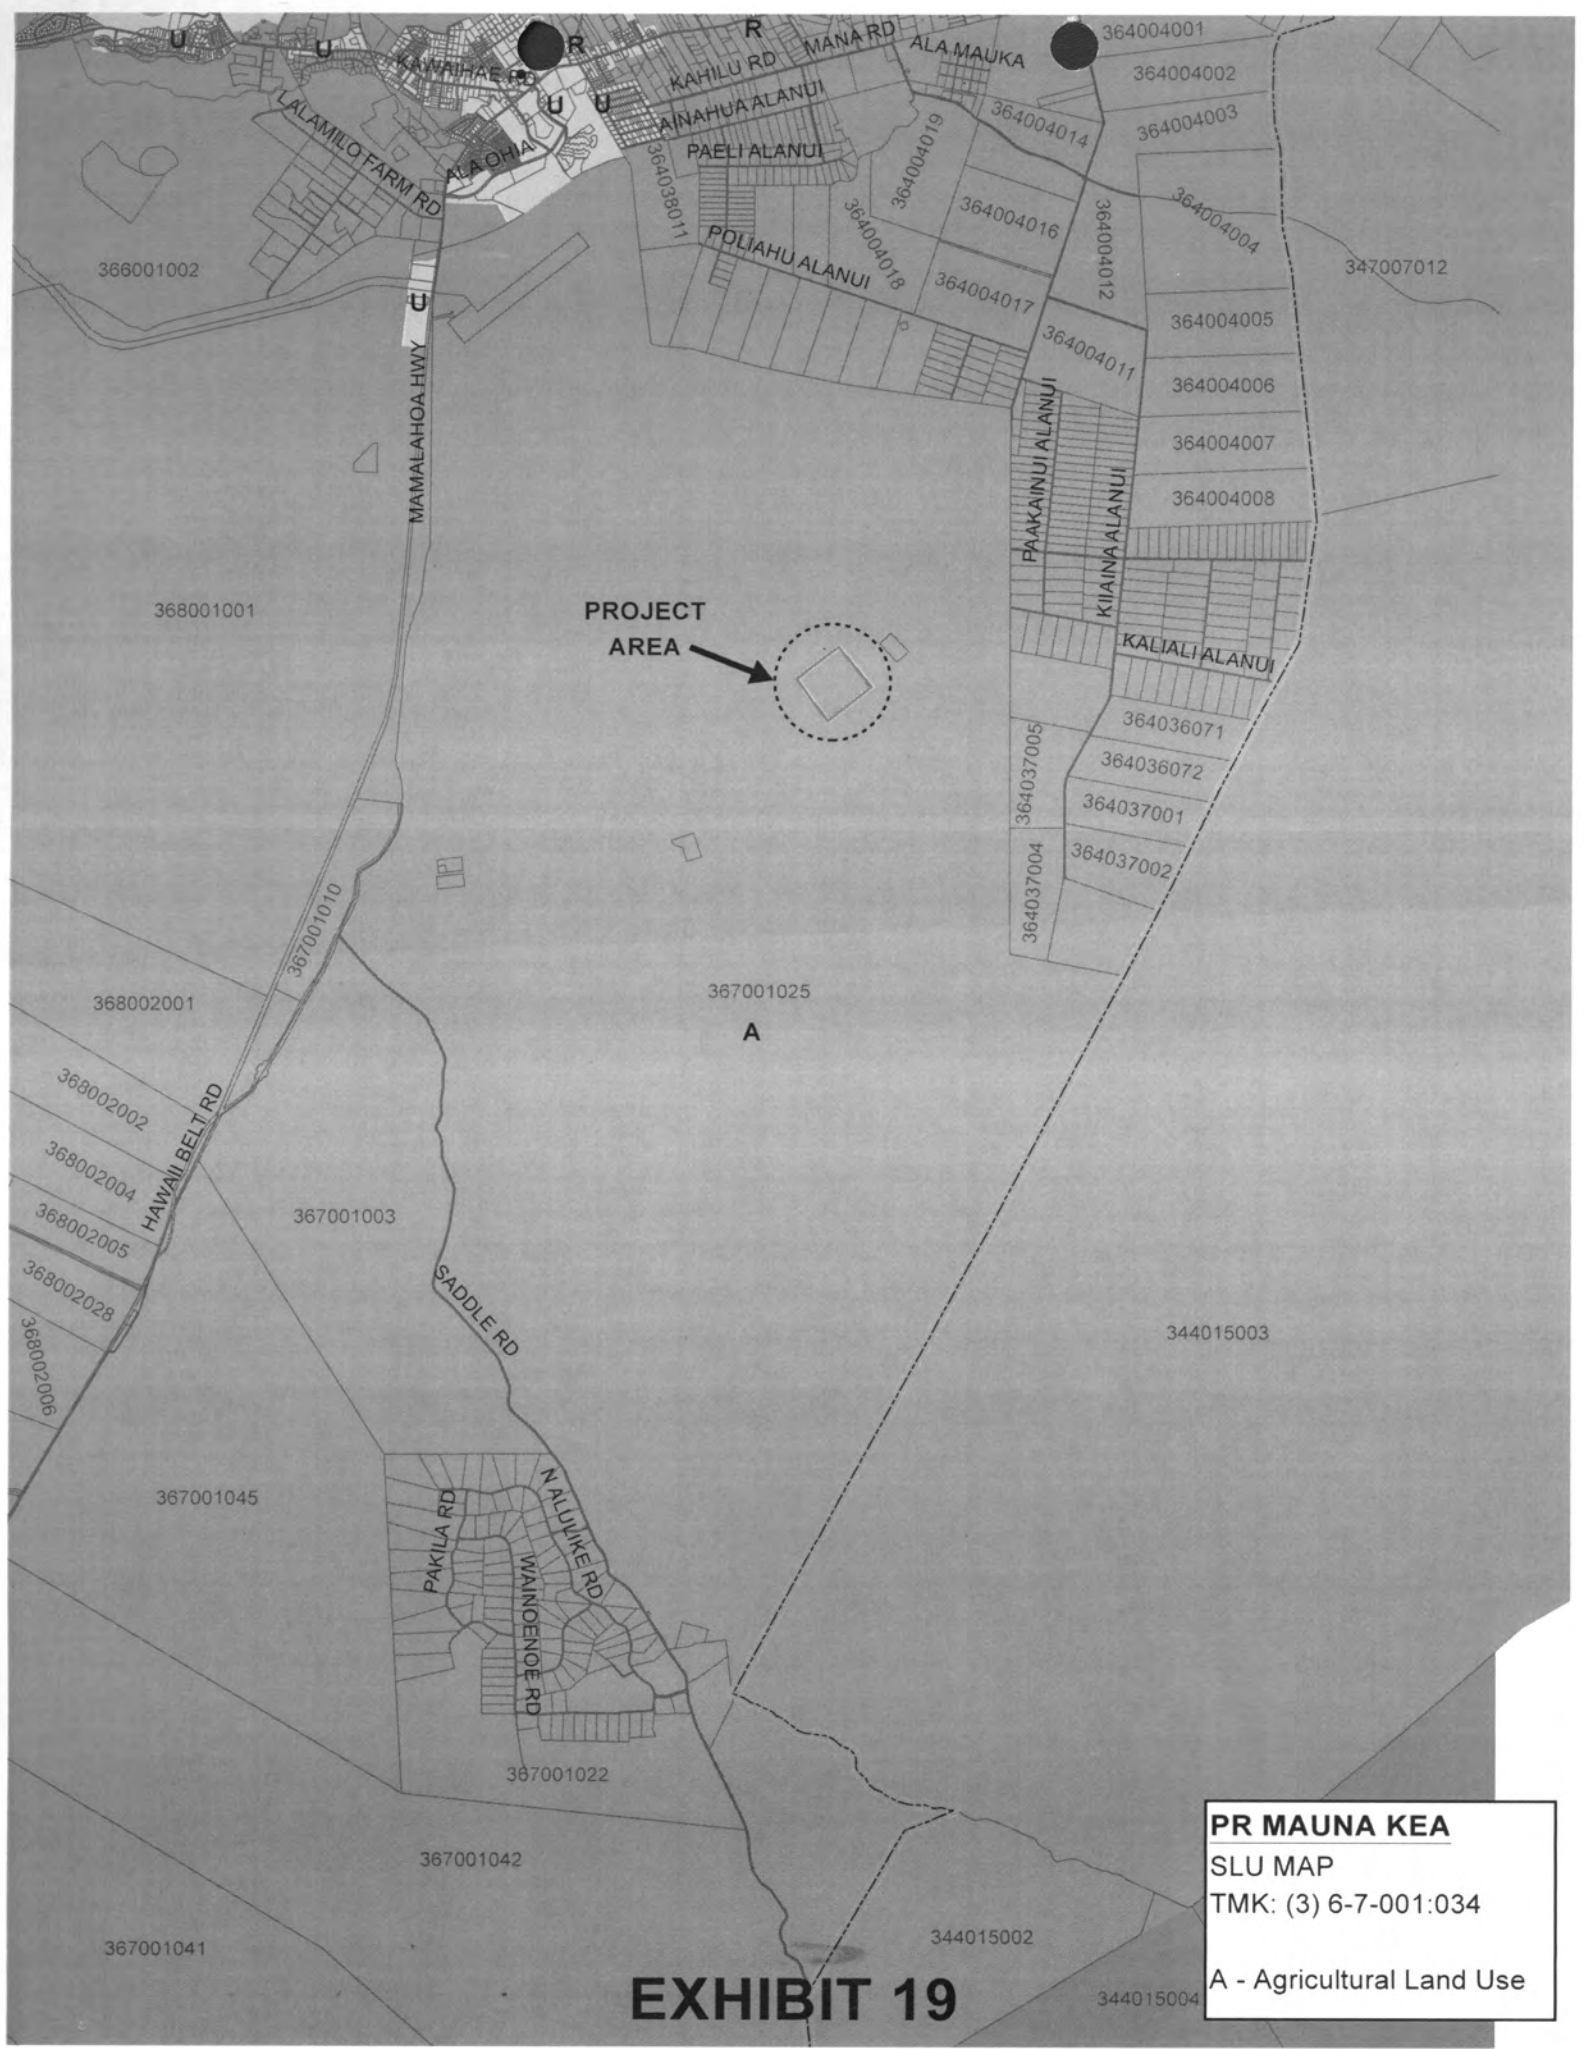 U
U
R
R
MANA RD
ALA MAUKA
364004001
KAWAIHAE RD
KAHILU RD
364004002
U
U
AINAHUA ALANUI
LALAMILO FARM RD
364004014
364004003
ALA OHIA
PAELI ALANUI
364004019
364038011
364004016
364004004
364004012
364004018
POLIAHU ALANUI
366001002
347007012
U
364004017
364004005
364004011
364004006
MAMALAHOA HWY
364004007
PAAKAINUI ALANUI
364004008
KIIAINA ALANUI
368001001
PROJECT
AREA
KALIALI ALANUI
364036071
364037005
364036072
364037001
364037002
364037004
367001010
367001025
368002001
A
368002002
HAWAII BELT RD
368002004
368002005
367001003
368002028
SADDLE RD
344015003
368002006
367001045
PAKILA RD
N ALULIKE RD
WAINOENOE RD
367001022
367001042
367001041
344015002
344015004
PR MAUNA KEA
SLU MAP
TMK: (3) 6-7-001:034
A - Agricultural Land Use
EXHIBIT 19